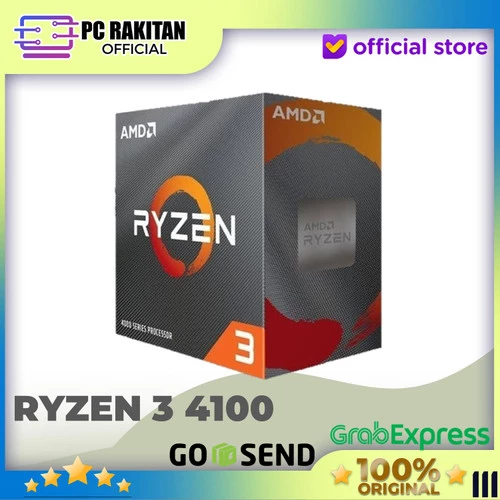 PC RAKITAN
OFFICIAL
official store
AMD
RYZEN
4000 SERIES PROCESSOR
3
AMD
RYZEN
RYZEN 3 4100
GO SEND
GrabExpress
100%
ORIGINAL